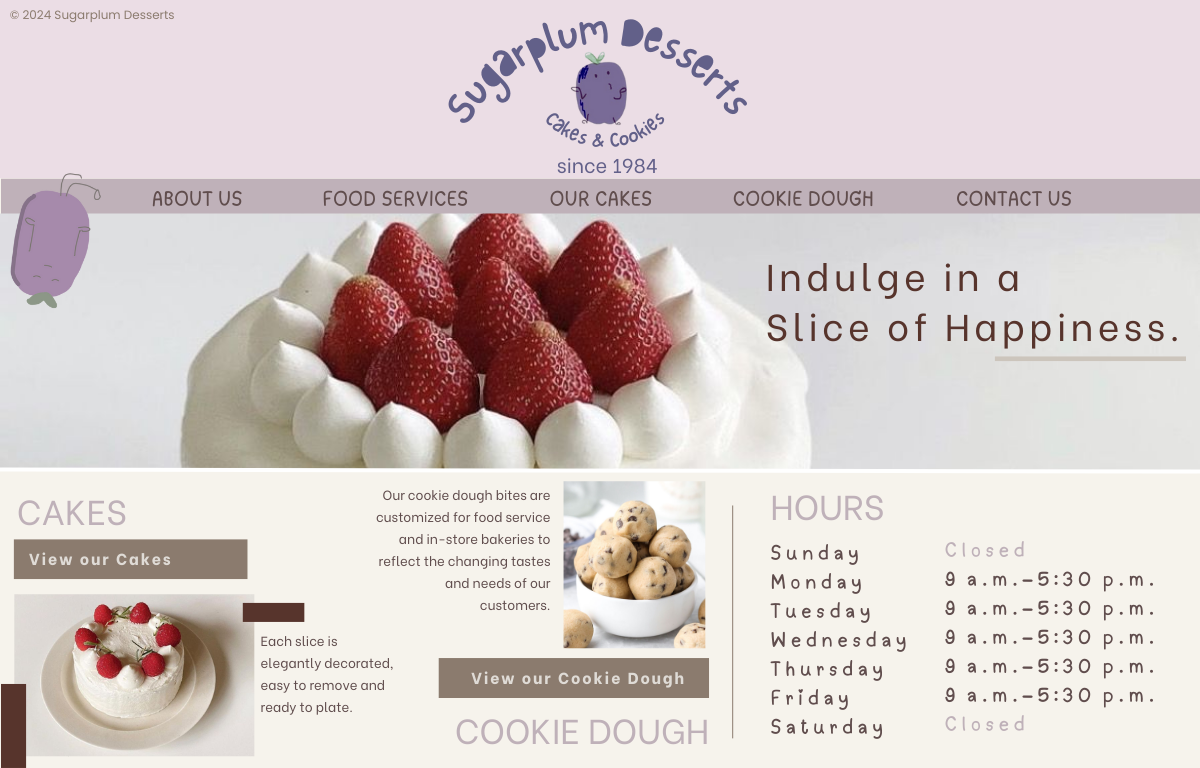 © 2024 Sugarplum Desserts
Sugarplum Desserts
Cakes & Cookies
since 1984
ABOUT US
FOOD SERVICES
OUR CAKES
COOKIE DOUGH
CONTACT US
Indulge in a
Slice of Happiness.
CAKES
View our Cakes
Each slice is
elegantly decorated,
easy to remove and
ready to plate.
Our cookie dough bites are
customized for food service
and in-store bakeries to
reflect the changing tastes
and needs of our
customers.
View our Cookie Dough
COOKIE DOUGH
HOURS
Sunday Closed
Monday 9 a.m.–5:30 p.m.
Tuesday 9 a.m.–5:30 p.m.
Wednesday 9 a.m.–5:30 p.m.
Thursday 9 a.m.–5:30 p.m.
Friday 9 a.m.–5:30 p.m.
Saturday Closed